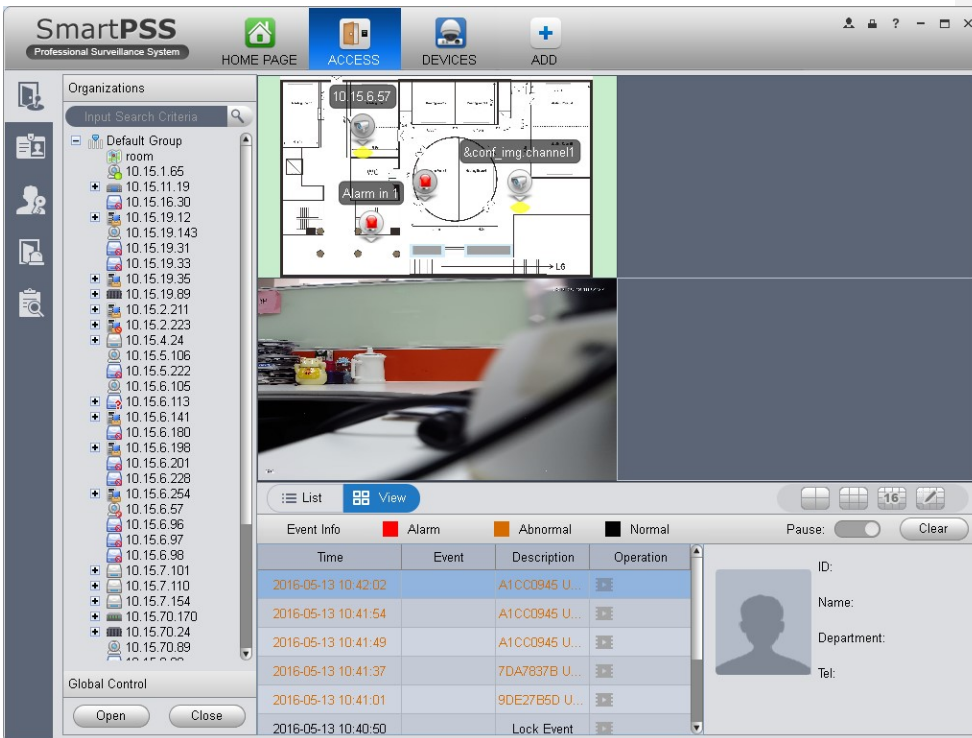 SmartPSS
Professional Surveillance System
HOME PAGE
ACCESS
DEVICES
ADD
?
Organizations
Input Search Criteria
Default Group
room
10.15.1.65
10.15.11.19
10.15.16.30
10.15.19.12
10.15.19.143
10.15.19.31
10.15.19.33
10.15.19.35
10.15.19.89
10.15.2.211
10.15.2.223
10.15.4.24
10.15.5.106
10.15.5.222
10.15.6.105
10.15.6.113
10.15.6.141
10.15.6.180
10.15.6.198
10.15.6.201
10.15.6.228
10.15.6.254
10.15.6.57
10.15.6.96
10.15.6.97
10.15.6.98
10.15.7.101
10.15.7.110
10.15.7.154
10.15.70.170
10.15.70.24
10.15.70.89
Global Control
Open Close
10.15.6.57
&conf_img:channel1
WC
Alarm in 1
LG
List View
16
Event Info Alarm Abnormal Normal Pause: Clear
Time Event Description Operation
2016-05-13 10:42:02 A1CC0945 U...
2016-05-13 10:41:54 A1CC0945 U...
2016-05-13 10:41:49 A1CC0945 U...
2016-05-13 10:41:37 7DA7837B U...
2016-05-13 10:41:01 9DE27B5D U...
2016-05-13 10:40:50 Lock Event
ID:
Name:
Department:
Tel: